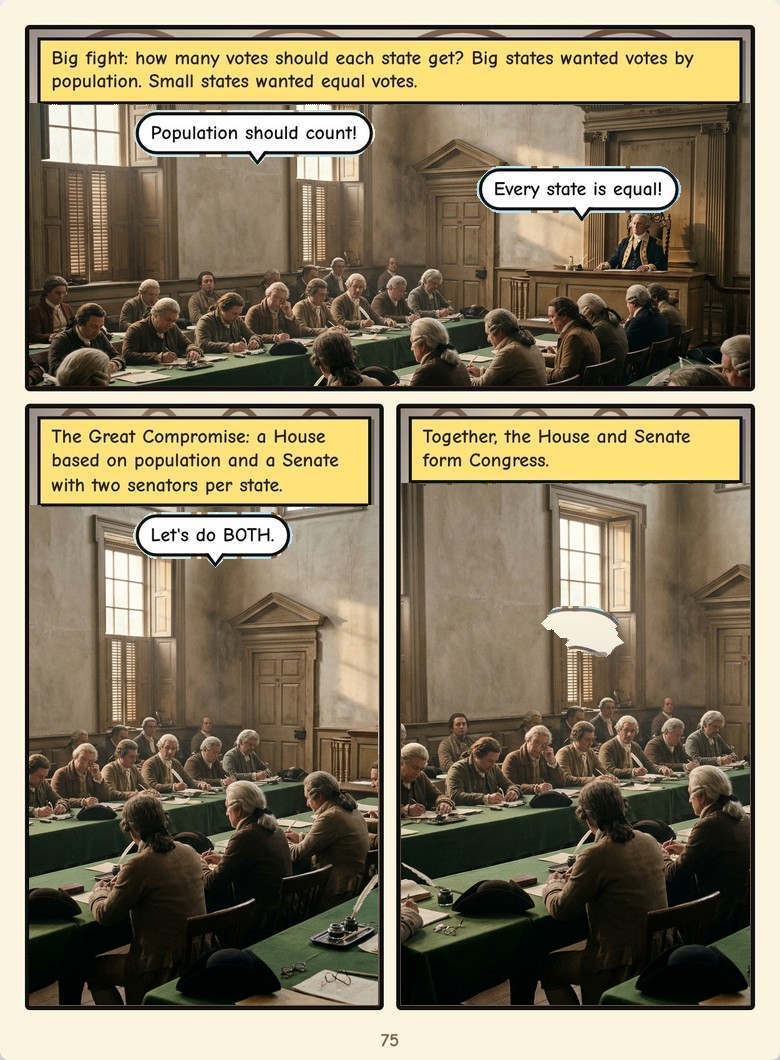 Big fight: how many votes should each state get? Big states wanted votes by
population. Small states wanted equal votes.
Population should count!
Every state is equal!
The Great Compromise: a House
based on population and a Senate
with two senators per state.
Let's do BOTH.
Together, the House and Senate
form Congress.
75